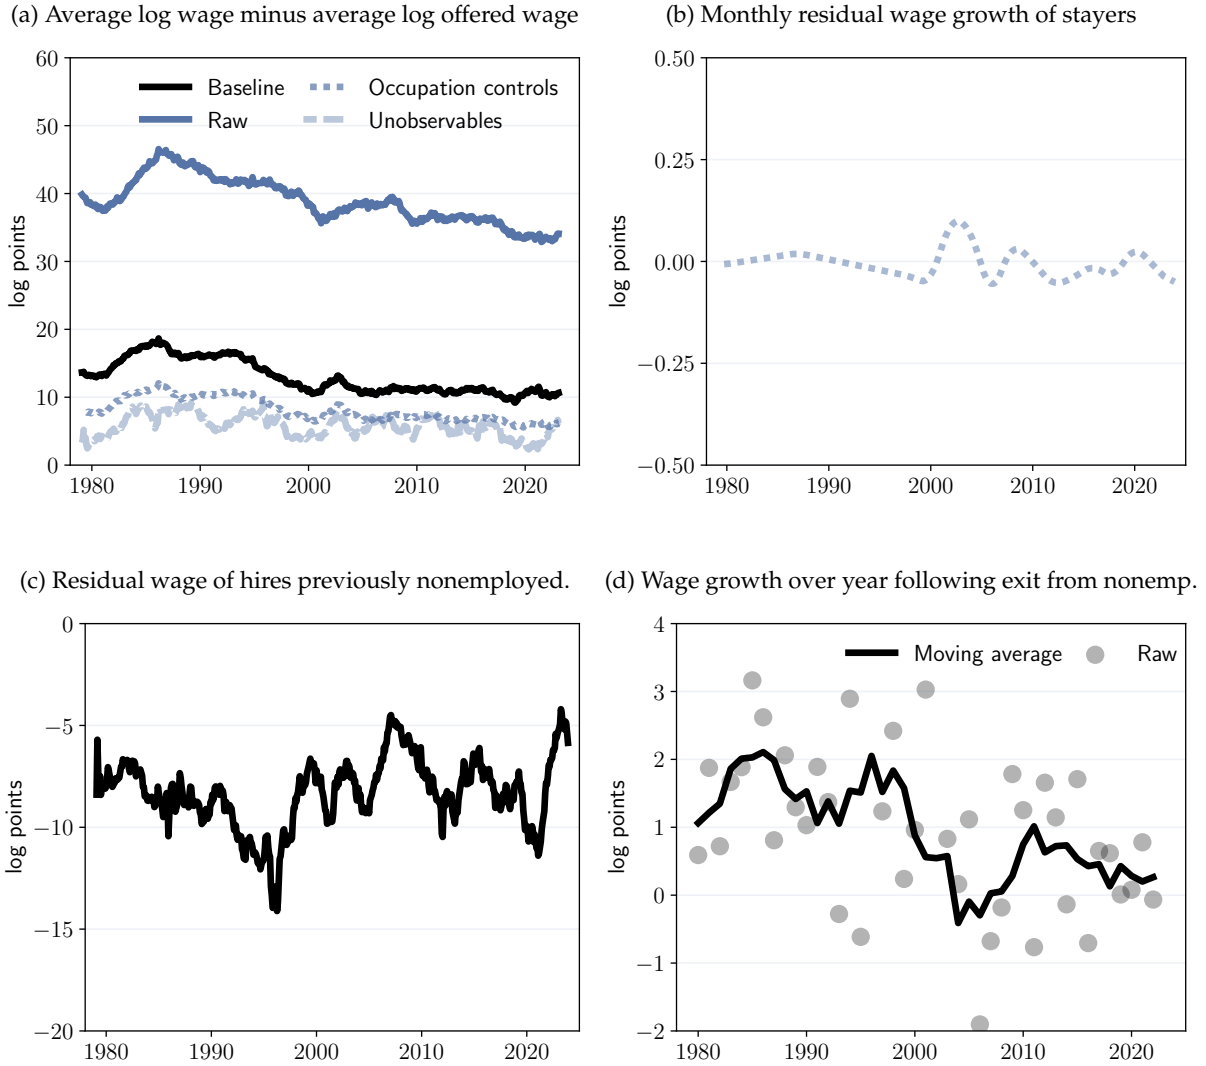 (a) Average log wage minus average log offered wage
60
50
40
30
20
10
0
log points
Baseline
Raw
Occupation controls
Unobservables
1980 1990 2000 2010 2020
(b) Monthly residual wage growth of stayers
0.50
0.25
0.00
−0.25
−0.50
log points
1980 1990 2000 2010 2020
(c) Residual wage of hires previously nonemployed.
0
−5
−10
−15
−20
log points
1980 1990 2000 2010 2020
(d) Wage growth over year following exit from nonemp.
4
3
2
1
0
−1
−2
log points
Moving average
Raw
1980 1990 2000 2010 2020